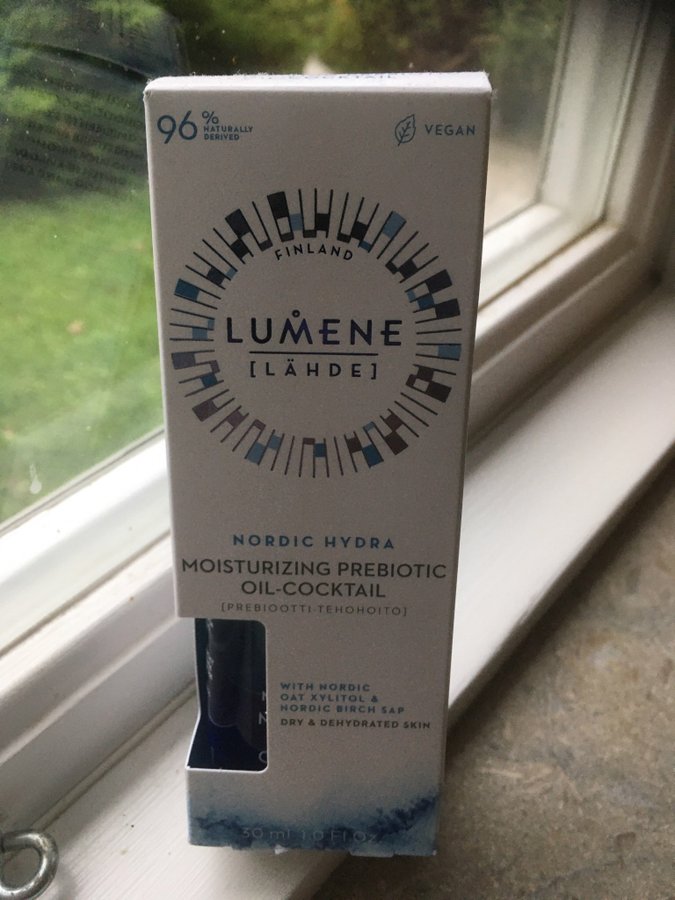 96%
NATURALLY
DERIVED
VEGAN
FINLAND
LUMENE
[LÄHDE]
NORDIC HYDRA
MOISTURIZING PREBIOTIC
OIL-COCKTAIL
[PREBIOOTTI-TEHOHOITO]
WITH NORDIC
OAT XYLITOL &
NORDIC BIRCH SAP
DRY & DEHYDRATED SKIN
30 ml 1.0 Fl Oz